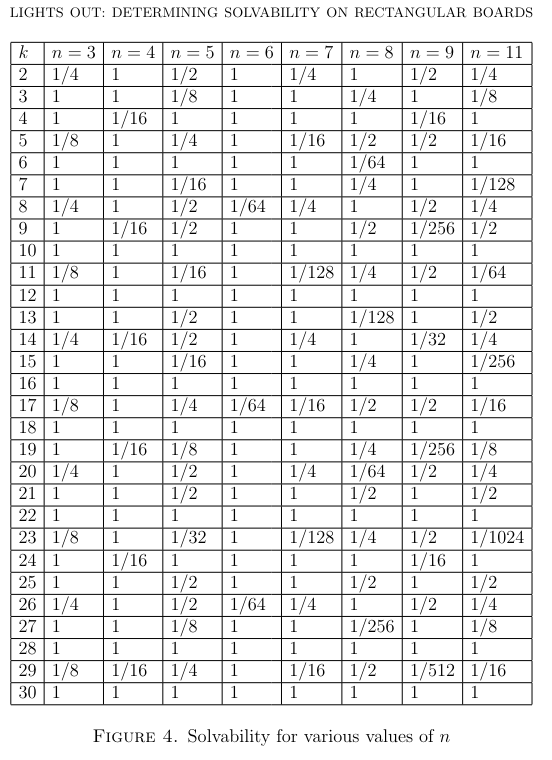 LIGHTS OUT: DETERMINING SOLVABILITY ON RECTANGULAR BOARDS
k n = 3 n = 4 n = 5 n = 6 n = 7 n = 8 n = 9 n = 11
2 1/4 1 1/2 1 1/4 1 1/2 1/4
3 1 1 1/8 1 1 1/4 1 1/8
4 1 1/16 1 1 1 1 1/16 1
5 1/8 1 1/4 1 1/16 1/2 1/2 1/16
6 1 1 1 1 1 1/64 1 1
7 1 1 1/16 1 1 1/4 1 1/128
8 1/4 1 1/2 1/64 1/4 1 1/2 1/4
9 1 1/16 1/2 1 1 1/2 1/256 1/2
10 1 1 1 1 1 1 1 1
11 1/8 1 1/16 1 1/128 1/4 1/2 1/64
12 1 1 1 1 1 1 1 1
13 1 1 1/2 1 1 1/128 1 1/2
14 1/4 1/16 1/2 1 1/4 1 1/32 1/4
15 1 1 1/16 1 1 1/4 1 1/256
16 1 1 1 1 1 1 1 1
17 1/8 1 1/4 1/64 1/16 1/2 1/2 1/16
18 1 1 1 1 1 1 1 1
19 1 1/16 1/8 1 1 1/4 1/256 1/8
20 1/4 1 1/2 1 1/4 1/64 1/2 1/4
21 1 1 1/2 1 1 1/2 1 1/2
22 1 1 1 1 1 1 1 1
23 1/8 1 1/32 1 1/128 1/4 1/2 1/1024
24 1 1/16 1 1 1 1 1/16 1
25 1 1 1/2 1 1 1/2 1 1/2
26 1/4 1 1/2 1/64 1/4 1 1/2 1/4
27 1 1 1/8 1 1 1/256 1 1/8
28 1 1 1 1 1 1 1 1
29 1/8 1/16 1/4 1 1/16 1/2 1/512 1/16
30 1 1 1 1 1 1 1 1
FIGURE 4. Solvability for various values of n